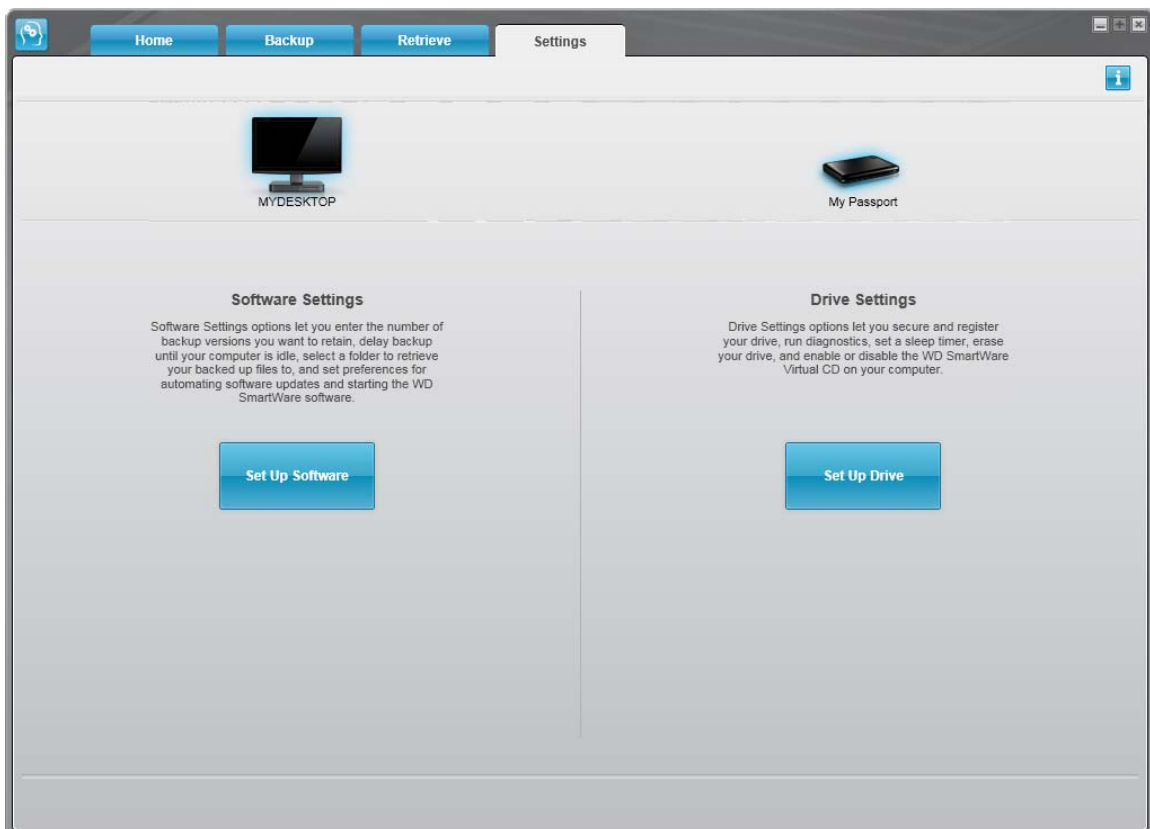 Home
Backup
Retrieve
Settings
i
MYDESKTOP
My Passport
Software Settings
Software Settings options let you enter the number of
backup versions you want to retain, delay backup
until your computer is idle, select a folder to retrieve
your backed up files to, and set preferences for
automating software updates and starting the WD
SmartWare software.
Set Up Software
Drive Settings
Drive Settings options let you secure and register
your drive, run diagnostics, set a sleep timer, erase
your drive, and enable or disable the WD SmartWare
Virtual CD on your computer.
Set Up Drive